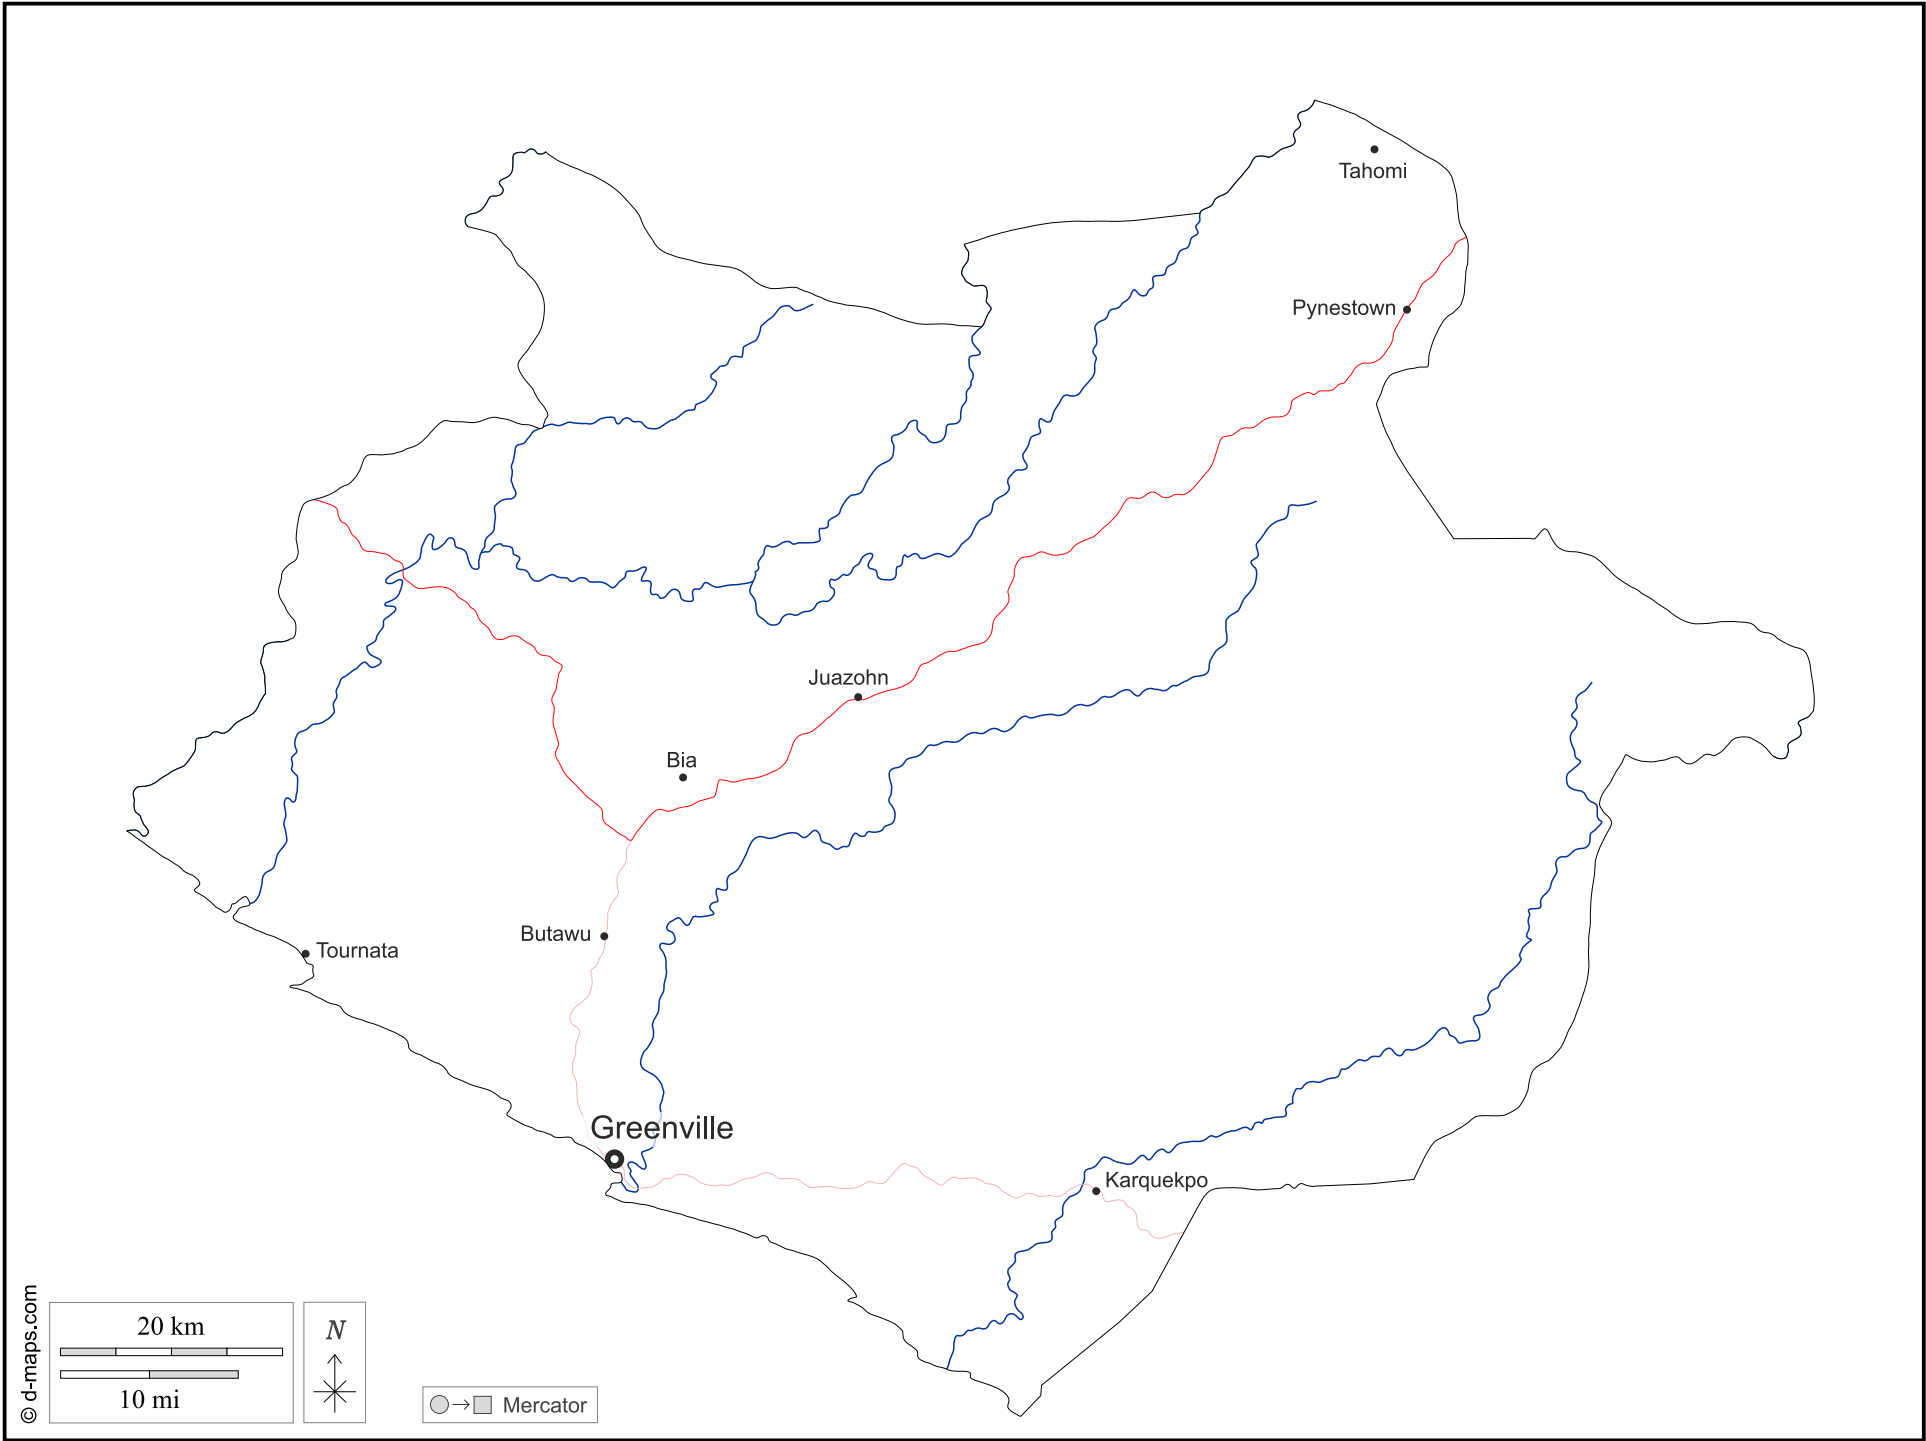 Tahomi
Pynestown
Juazohn
Bia
Butawu
Tournata
Greenville
Karquekpo
© d-maps.com
20 km
10 mi
N
Mercator